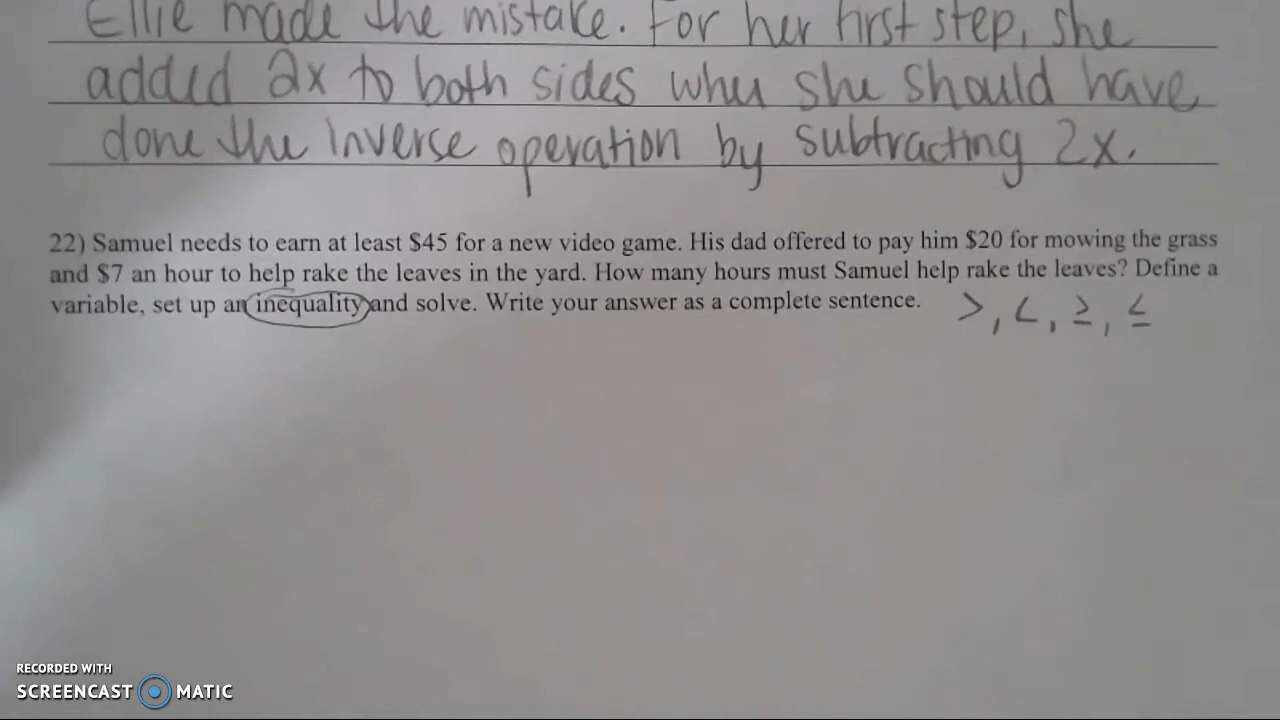 Ellie made the mistake. For her first step, she
added 2x to both sides when she should have
done the inverse operation by subtracting 2x.
22) Samuel needs to earn at least $45 for a new video game. His dad offered to pay him $20 for mowing the grass
and $7 an hour to help rake the leaves in the yard. How many hours must Samuel help rake the leaves? Define a
variable, set up an inequality and solve. Write your answer as a complete sentence. >, <, ≥, ≤
RECORDED WITH
SCREENCAST MATIC